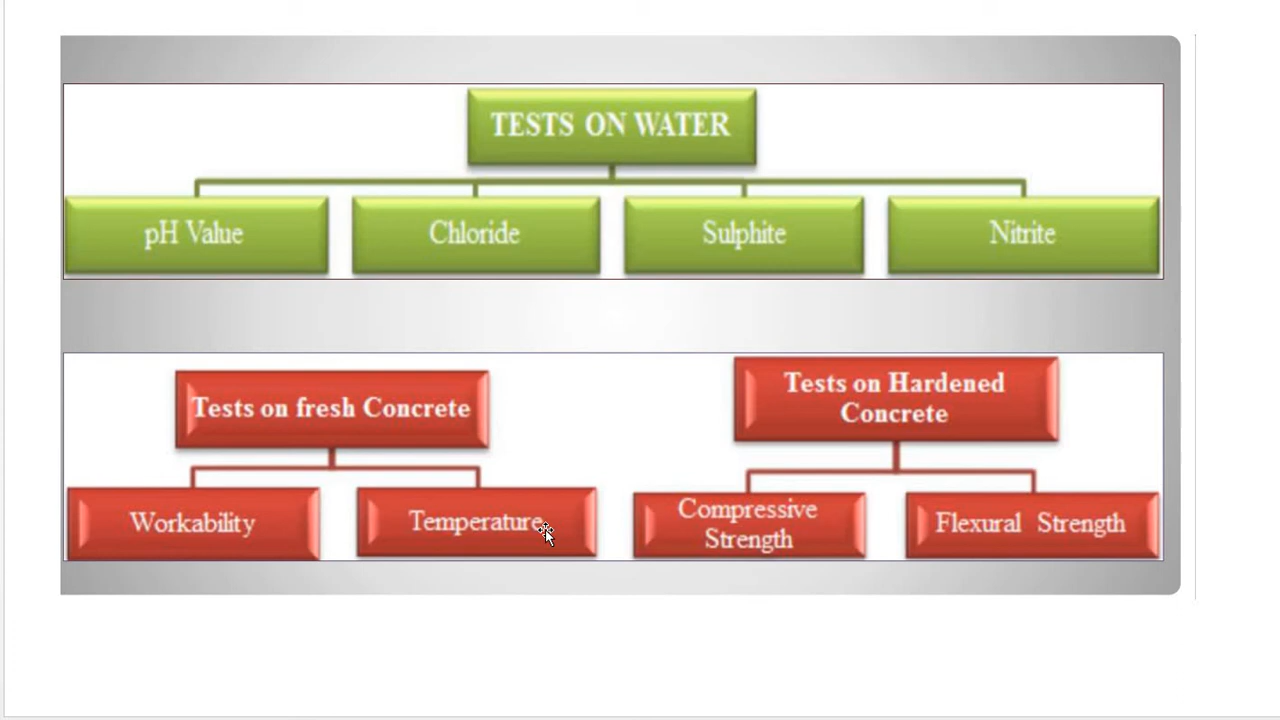 TESTS ON WATER
pH Value
Chloride
Sulphite
Nitrite
Tests on fresh Concrete
Tests on Hardened
Concrete
Workability
Temperature
Compressive
Strength
Flexural Strength